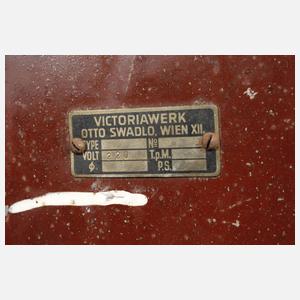 VICTORIAWERK
OTTO SWADLO, WIEN XII.
TYPE Nº
VOLT 220 T.p.M.
Φ. P.S.